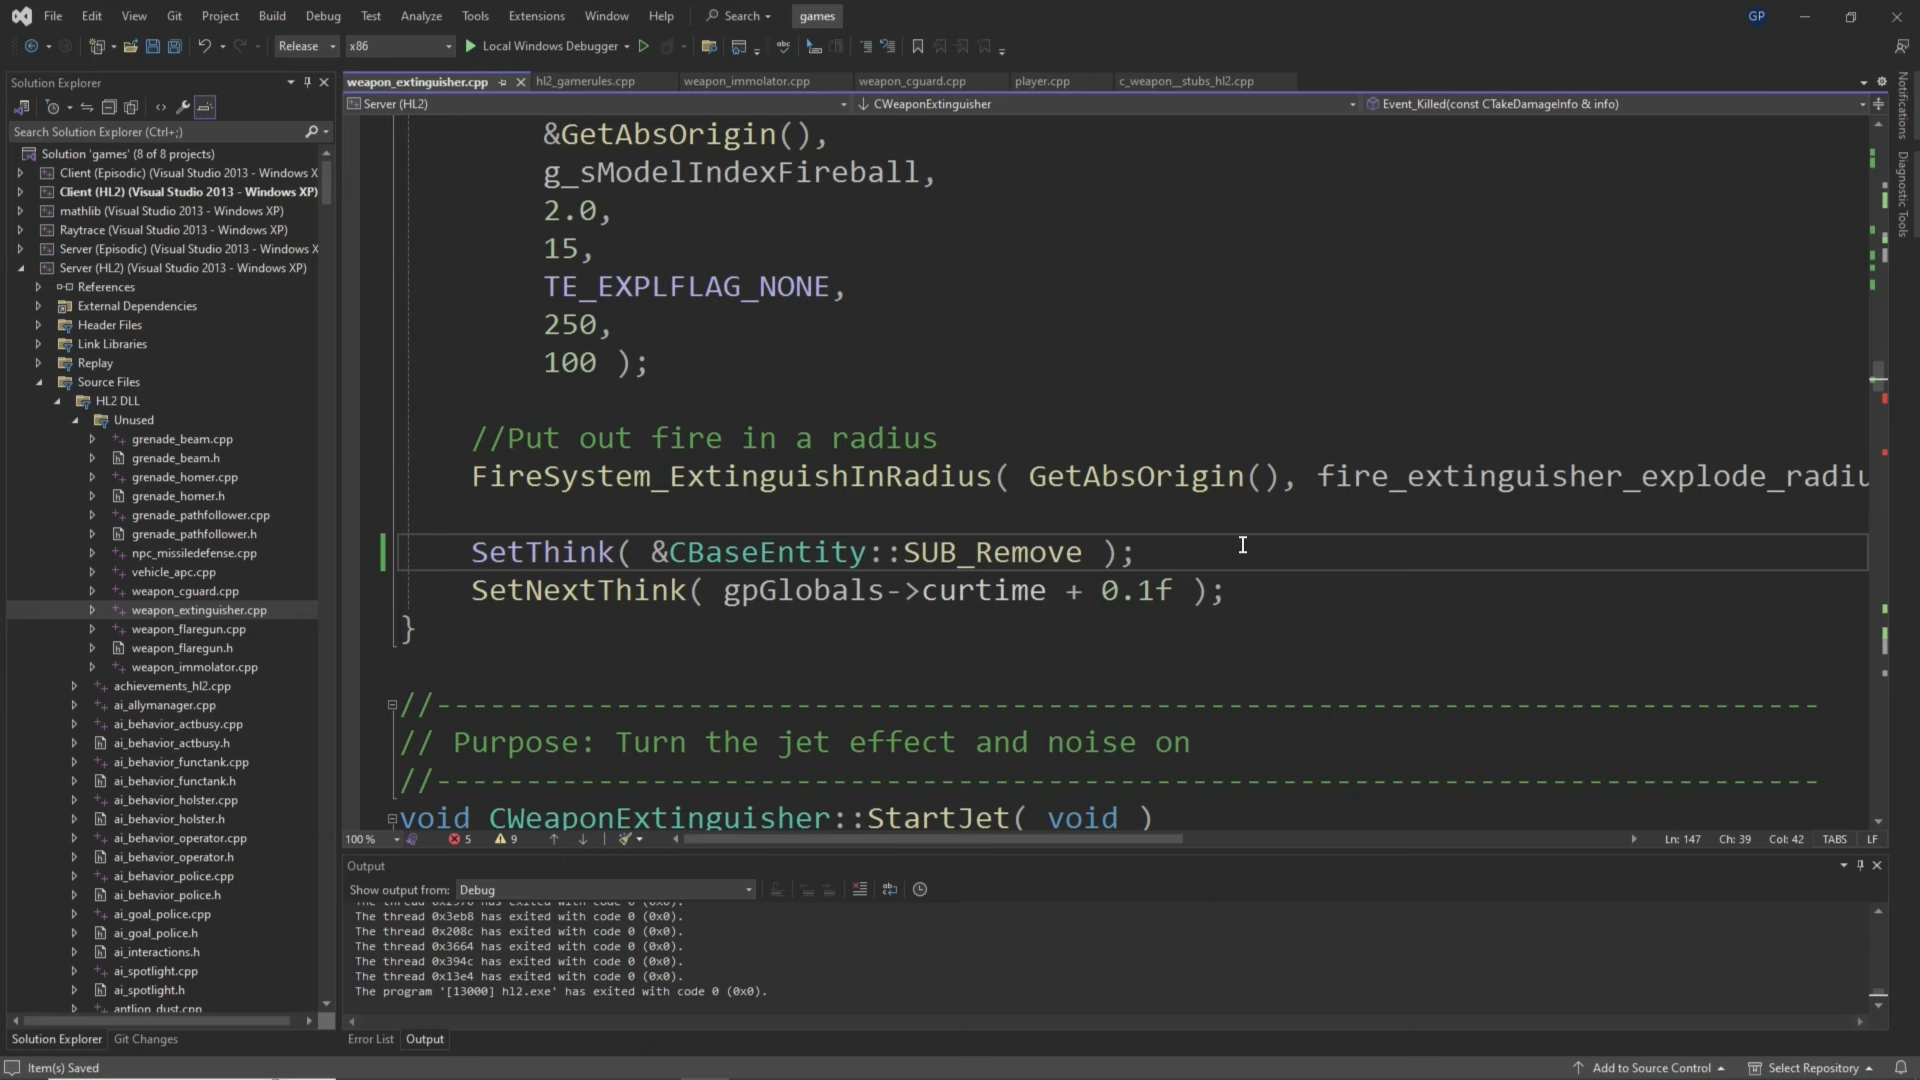 File Edit View Git Project Build Debug Test Analyze Tools Extensions Window Help Search games GP
Release x86 Local Windows Debugger
Solution Explorer
Search Solution Explorer (Ctrl+;)
Solution 'games' (8 of 8 projects)
Client (Episodic) (Visual Studio 2013 - Windows X
Client (HL2) (Visual Studio 2013 - Windows XP)
mathlib (Visual Studio 2013 - Windows XP)
Raytrace (Visual Studio 2013 - Windows XP)
Server (Episodic) (Visual Studio 2013 - Windows X
Server (HL2) (Visual Studio 2013 - Windows XP)
References
External Dependencies
Header Files
Link Libraries
Replay
Source Files
HL2 DLL
Unused
grenade_beam.cpp
grenade_beam.h
grenade_homer.cpp
grenade_homer.h
grenade_pathfollower.cpp
grenade_pathfollower.h
npc_missiledefense.cpp
vehicle_apc.cpp
weapon_cguard.cpp
weapon_extinguisher.cpp
weapon_flaregun.cpp
weapon_flaregun.h
weapon_immolator.cpp
achievements_hl2.cpp
ai_allymanager.cpp
ai_behavior_actbusy.cpp
ai_behavior_actbusy.h
ai_behavior_functank.cpp
ai_behavior_functank.h
ai_behavior_holster.cpp
ai_behavior_holster.h
ai_behavior_operator.cpp
ai_behavior_operator.h
ai_behavior_police.cpp
ai_behavior_police.h
ai_goal_police.cpp
ai_goal_police.h
ai_interactions.h
ai_spotlight.cpp
ai_spotlight.h
antlion_dust.cpp
Solution Explorer Git Changes
weapon_extinguisher.cpp hl2_gamerules.cpp weapon_immolator.cpp weapon_cguard.cpp player.cpp c_weapon__stubs_hl2.cpp
Server (HL2) CWeaponExtinguisher Event_Killed(const CTakeDamageInfo & info)
&GetAbsOrigin(),
g_sModelIndexFireball,
2.0,
15,
TE_EXPLFLAG_NONE,
250,
100 );
//Put out fire in a radius
FireSystem_ExtinguishInRadius( GetAbsOrigin(), fire_extinguisher_explode_radiu
SetThink( &CBaseEntity::SUB_Remove );
SetNextThink( gpGlobals->curtime + 0.1f );
}
//-----------------------------------------------------------------------------
// Purpose: Turn the jet effect and noise on
//-----------------------------------------------------------------------------
void CWeaponExtinguisher::StartJet( void )
100 % 5 9 Ln: 147 Ch: 39 Col: 42 TABS LF
Output
Show output from: Debug
The thread 0x3eb8 has exited with code 0 (0x0).
The thread 0x208c has exited with code 0 (0x0).
The thread 0x3664 has exited with code 0 (0x0).
The thread 0x394c has exited with code 0 (0x0).
The thread 0x13e4 has exited with code 0 (0x0).
The program '[13000] hl2.exe' has exited with code 0 (0x0).
Error List Output
Notifications
Diagnostic Tools
Item(s) Saved Add to Source Control Select Repository